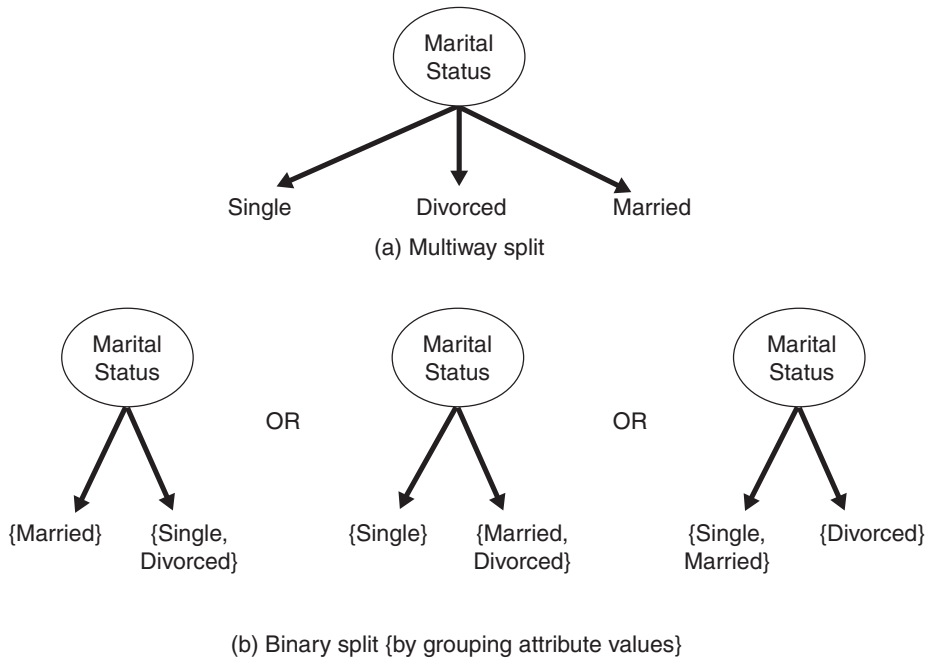 Marital
Status
Single
Divorced
Married
(a) Multiway split
Marital
Status
{Married}
{Single,
Divorced}
OR
Marital
Status
{Single}
{Married,
Divorced}
OR
Marital
Status
{Single,
Married}
{Divorced}
(b) Binary split {by grouping attribute values}